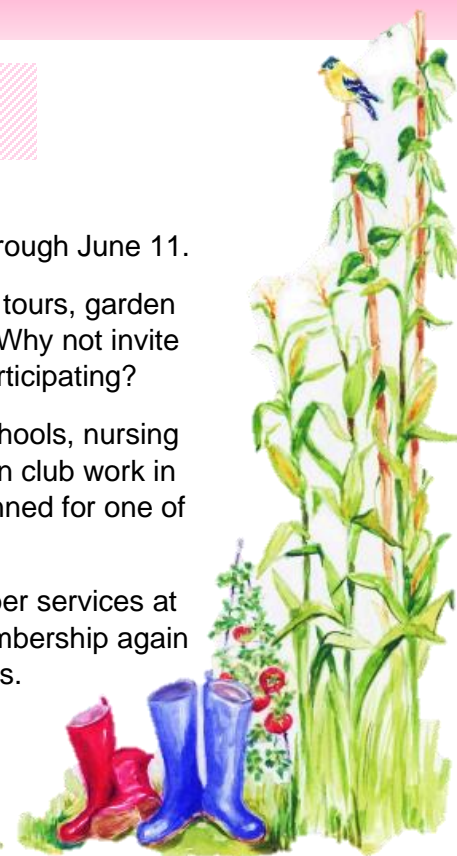 rough June 11.
tours, garden
Why not invite
rticipating?
hools, nursing
n club work in
nned for one of
per services at
mbership again
s.